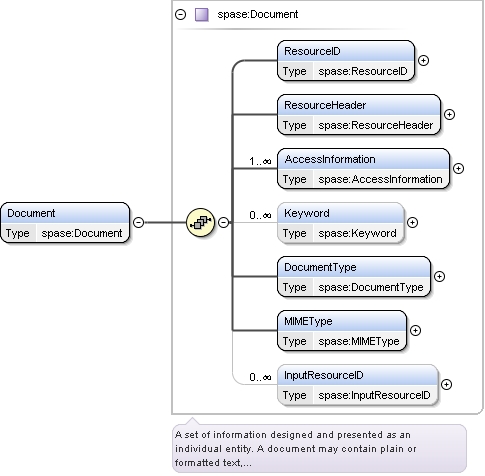 spase:Document
ResourceID
Type spase:ResourceID
ResourceHeader
Type spase:ResourceHeader
1..∞
AccessInformation
Type spase:AccessInformation
Document
Type spase:Document
0..∞
Keyword
Type spase:Keyword
DocumentType
Type spase:DocumentType
MIMEType
Type spase:MIMEType
0..∞
InputResourceID
Type spase:InputResourceID
A set of information designed and presented as an
individual entity. A document may contain plain or
formatted text,...